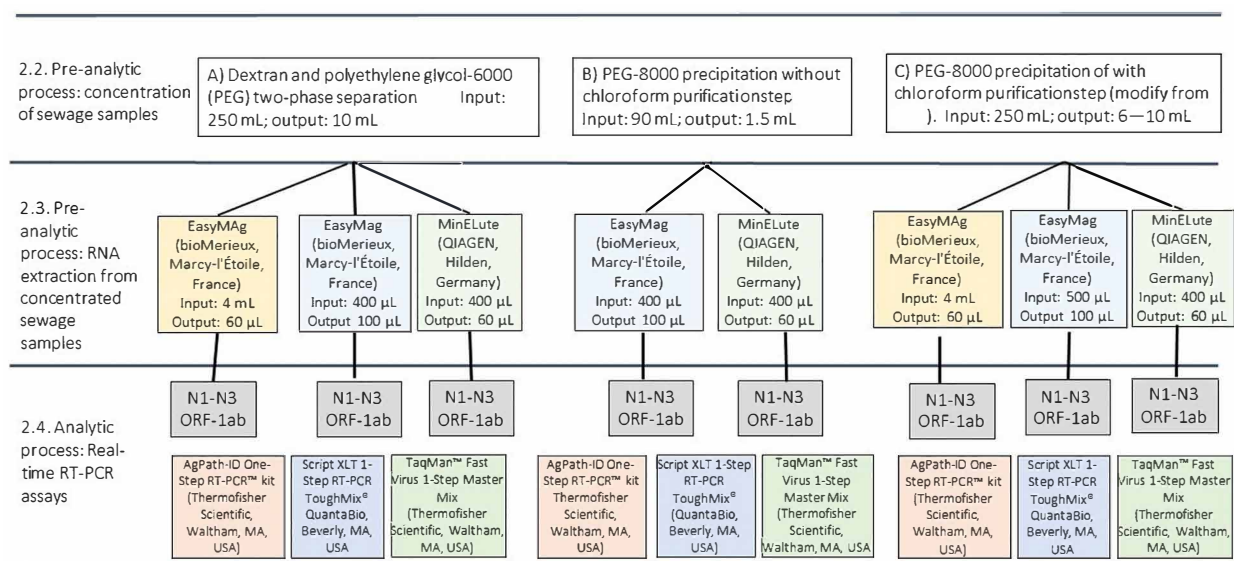 2.2. Pre-analytic
process: concentration
of sewage samples
A) Dextran and polyethylene glycol-6000
(PEG) two-phase separation Input:
250 mL; output: 10 mL
B) PEG-8000 precipitation without
chloroform purificationstep.
Input: 90 mL; output: 1.5 mL
C) PEG-8000 precipitation of with
chloroform purificationstep (modify from
). Input: 250 mL; output: 6—10 mL
2.3. Pre-
analytic
process: RNA
extraction from
concentrated
sewage
samples
EasyMAg
(bioMerieux,
Marcy-l'Étoile,
France)
Input: 4 mL
Output: 60 µL
EasyMag
(bioMerieux,
Marcy-l'Étoile,
France)
Input: 400 µL
Output 100 µL
MinELute
(QIAGEN,
Hilden,
Germany)
Input: 400 µL
Output: 60 µL
EasyMag
(bioMerieux,
Marcy-l'Étoile,
France)
Input: 400 µL
Output: 100 µL
MinELute
(QIAGEN,
Hilden,
Germany)
Input: 400 µL
Output: 60 µL
EasyMAg
(bioMerieux,
Marcy-l'Étoile,
France)
Input: 4 mL
Output: 60 µL
EasyMag
(bioMerieux,
Marcy-l'Étoile,
France)
Input: 500 µL
Output: 100 µL
MinELute
(QIAGEN,
Hilden,
Germany)
Input: 400 µL
Output: 60 µL
2.4. Analytic
process: Real-
time RT-PCR
assays
N1-N3
ORF-1ab
N1-N3
ORF-1ab
N1-N3
ORF-1ab
N1-N3
ORF-1ab
N1-N3
ORF-1ab
N1-N3
ORF-1ab
N1-N3
ORF-1ab
N1-N3
ORF-1ab
AgPath-ID One-
Step RT-PCR™ kit
(Thermofisher
Scientific,
Waltham, MA,
USA)
Script XLT 1-
Step RT-PCR
ToughMix®
QuantaBio,
Beverly, MA,
USA
TaqMan™ Fast
Virus 1-Step Master
Mix
(Thermofisher
Scientific, Waltham,
MA, USA)
AgPath-ID One-
Step RT-PCR™ kit
Thermofisher
Scientific,
Waltham, MA,
USA)
Script XLT 1-Step
RT-PCR
ToughMix®
(QuantaBio,
Beverly, MA,
USA)
TaqMan™ Fast
Virus 1-Step
Master Mix
(Thermofisher
Scientific,
Waltham, MA, USA
AgPath-ID One-
Step RT-PCR™ kit
(Thermofisher
Scientific,
Waltham, MA,
USA)
Script XLT 1-
Step RT-PCR
ToughMix®
QuantaBio,
Beverly, MA,
USA
TaqMan™ Fast
Virus 1-Step Master
Mix
(Thermofisher
Scientific, Waltham,
MA, USA)